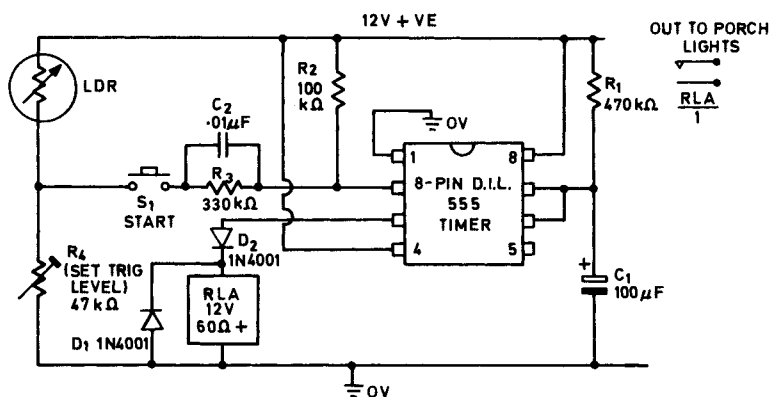 12V + VE
OUT TO PORCH
LIGHTS
RLA
1
LDR
R2
100
kΩ
R1
470kΩ
C2
.01µF
0V
1
8
8-PIN D.I.L.
555
TIMER
4
5
S1
START
R3
330kΩ
D2
1N4001
R4
(SET TRIG
LEVEL)
47kΩ
RLA
12V
60Ω +
D1 1N4001
+
C1
100µF
0V